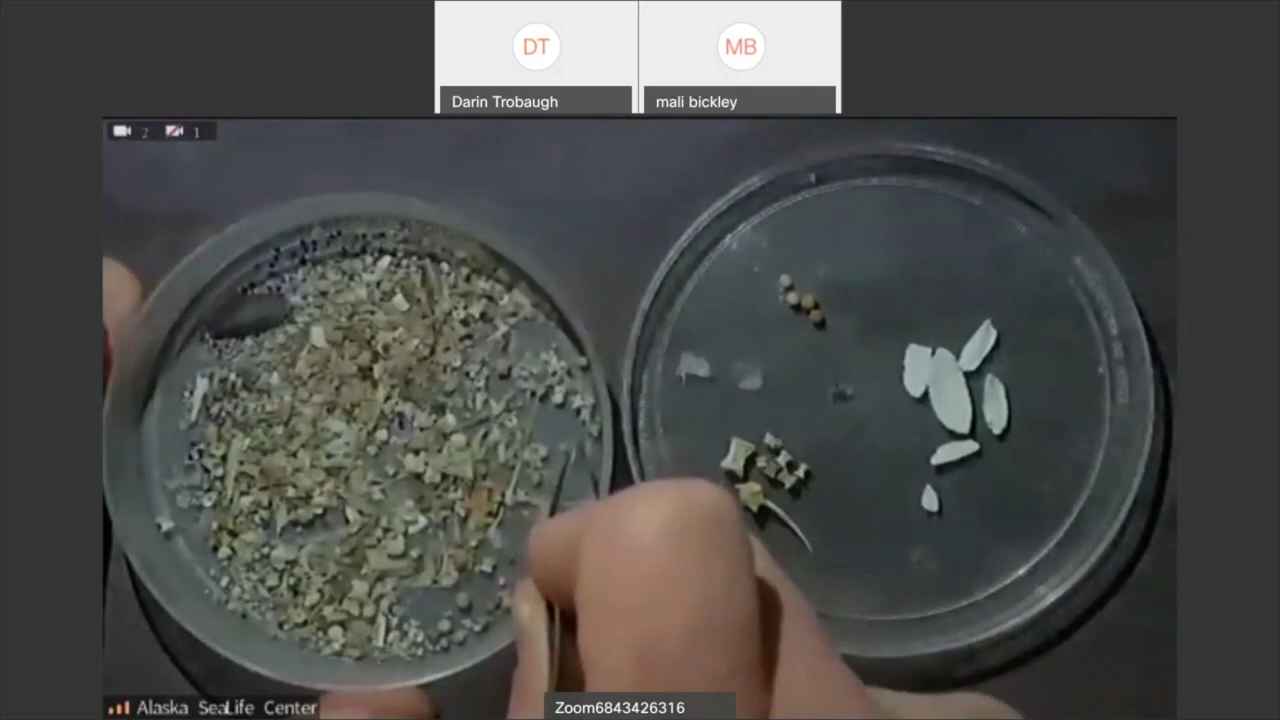 DT
MB
Darin Trobaugh
mali bickley
2
1
Alaska SeaLife Center
Zoom6843426316